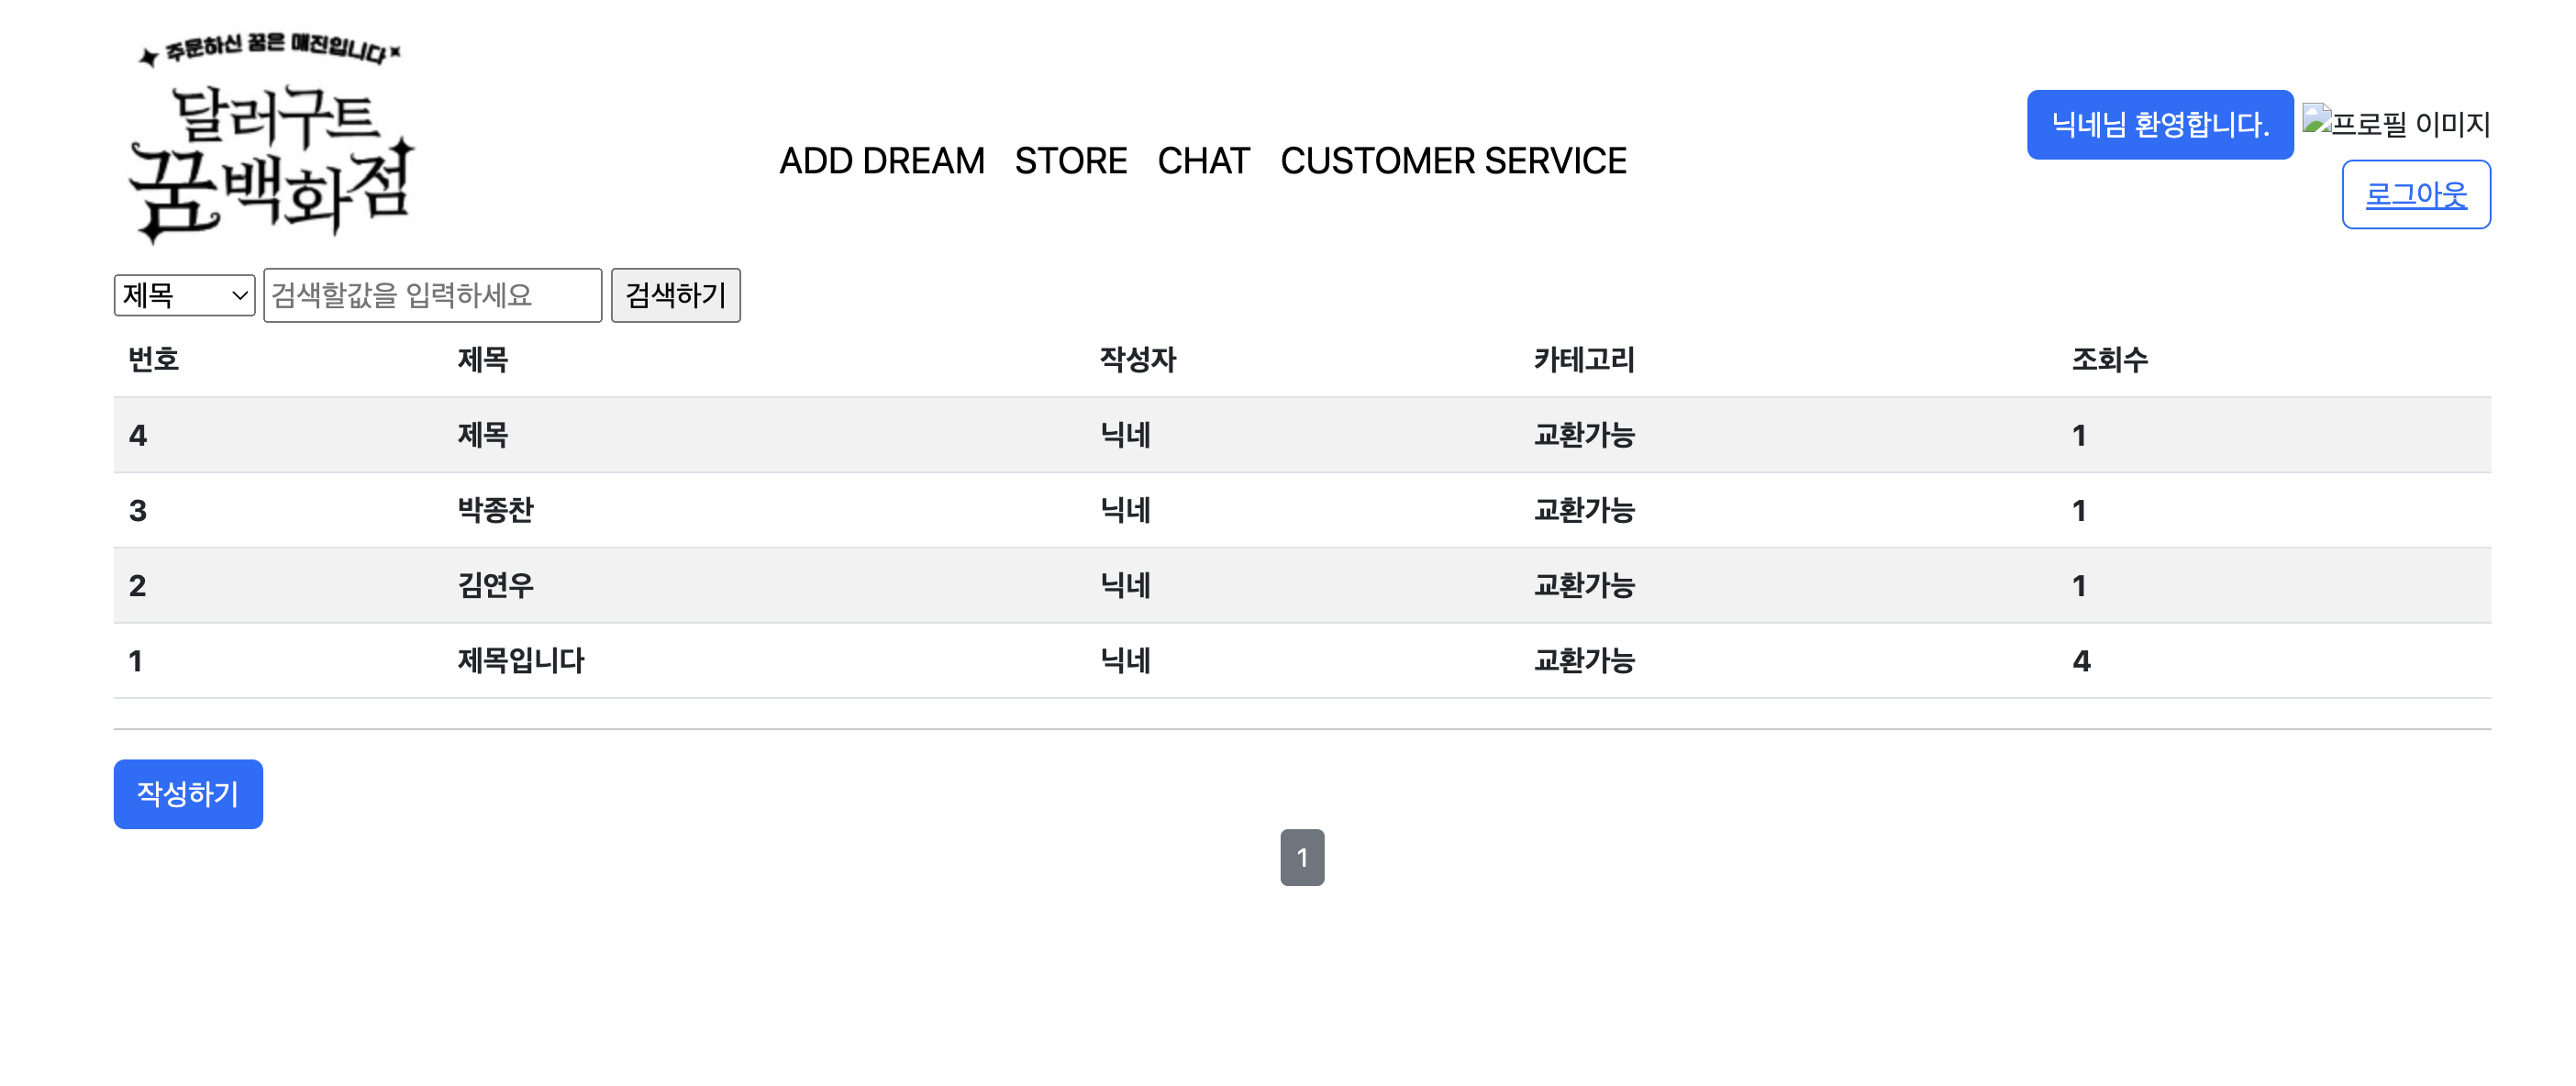 주문하신 꿈은 매진입니다
달러구트
꿈백화점
ADD DREAM STORE CHAT CUSTOMER SERVICE
닉네님 환영합니다. 프로필 이미지
로그아웃
제목 검색할값을 입력하세요 검색하기
번호 제목 작성자 카테고리 조회수
4 제목 닉네 교환가능 1
3 박종찬 닉네 교환가능 1
2 김연우 닉네 교환가능 1
1 제목입니다 닉네 교환가능 4
작성하기
1